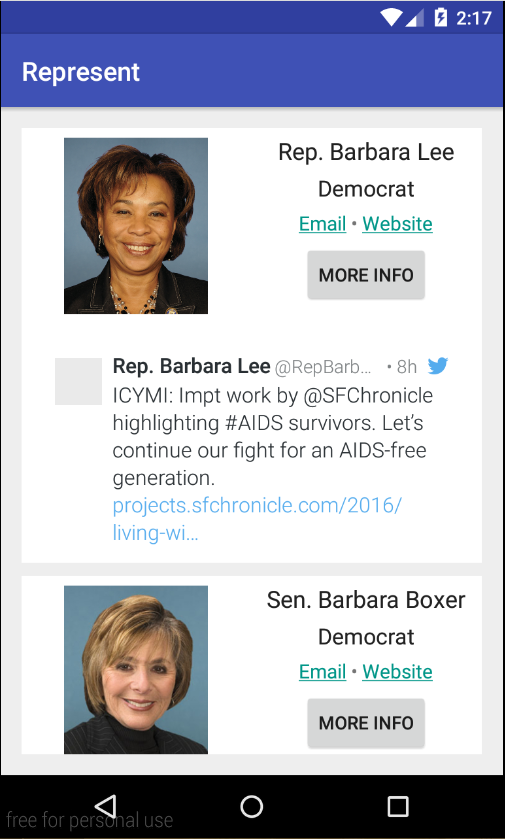 2:17
Represent
Rep. Barbara Lee
Democrat
Email • Website
MORE INFO
Rep. Barbara Lee @RepBarb... • 8h
ICYMI: Impt work by @SFChronicle
highlighting #AIDS survivors. Let's
continue our fight for an AIDS-free
generation.
projects.sfchronicle.com/2016/
living-wi...
Sen. Barbara Boxer
Democrat
Email • Website
MORE INFO
free for personal use